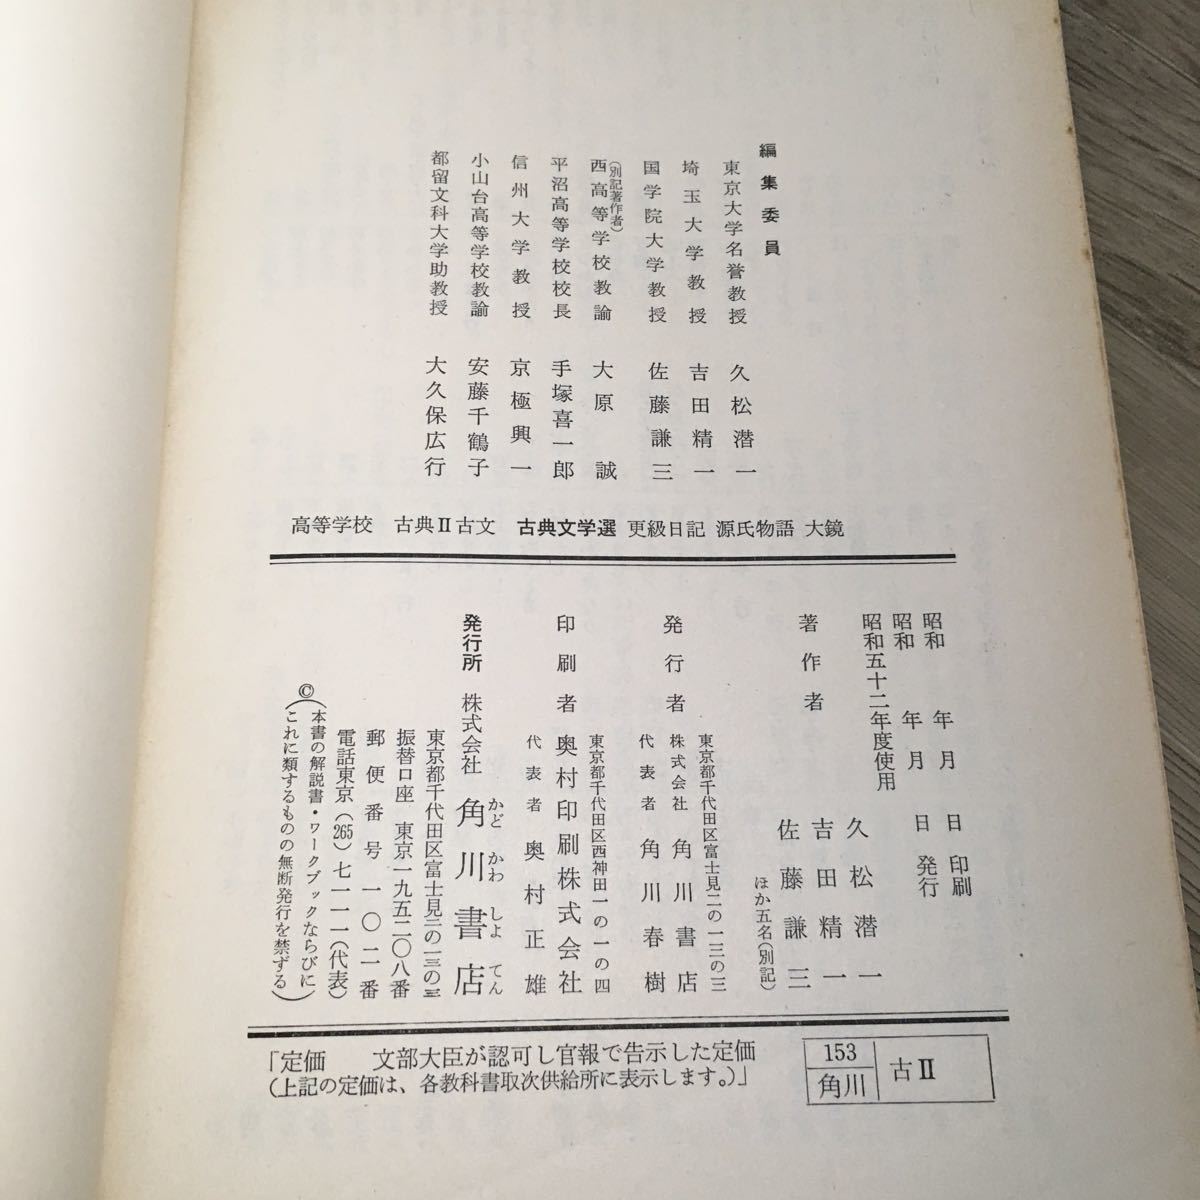 編集委員
東京大学名誉教授 久松潜一
埼玉大学教授 吉田精一
国学院大学教授 佐藤謙三
(別記著作者)
西高等学校教諭 大原誠
平沼高等学校校長 手塚喜一郎
信州大学教授 京極興一
小山台高等学校教諭 安藤千鶴子
都留文科大学助教授 大久保広行
高等学校 古典Ⅱ古文 古典文学選 更級日記 源氏物語 大鏡
昭和 年 月 日 印刷
昭和 年 月 日 発行
昭和五十二年度使用
著作者
久松潜一
吉田精一
佐藤謙三
ほか五名(別記)
東京都千代田区富士見二の一三の三
発行者 株式会社 角川書店
代表者 角川春樹
東京都千代田区西神田一の一の四
印刷者 奥村印刷株式会社
代表者 奥村正雄
発行所 株式会社 角川書店
かど かわ しよ てん
東京都千代田区富士見二の一三の三
振替口座 東京一九五二〇八番
郵便番号 一〇二番
電話東京(265)七一一一(代表)
©(本書の解説書・ワークブックならびに
これに類するものの無断発行を禁ずる)
「定価 文部大臣が認可し官報で告示した定価
(上記の定価は、各教科書取次供給所に表示します。)」
153
角川
古Ⅱ